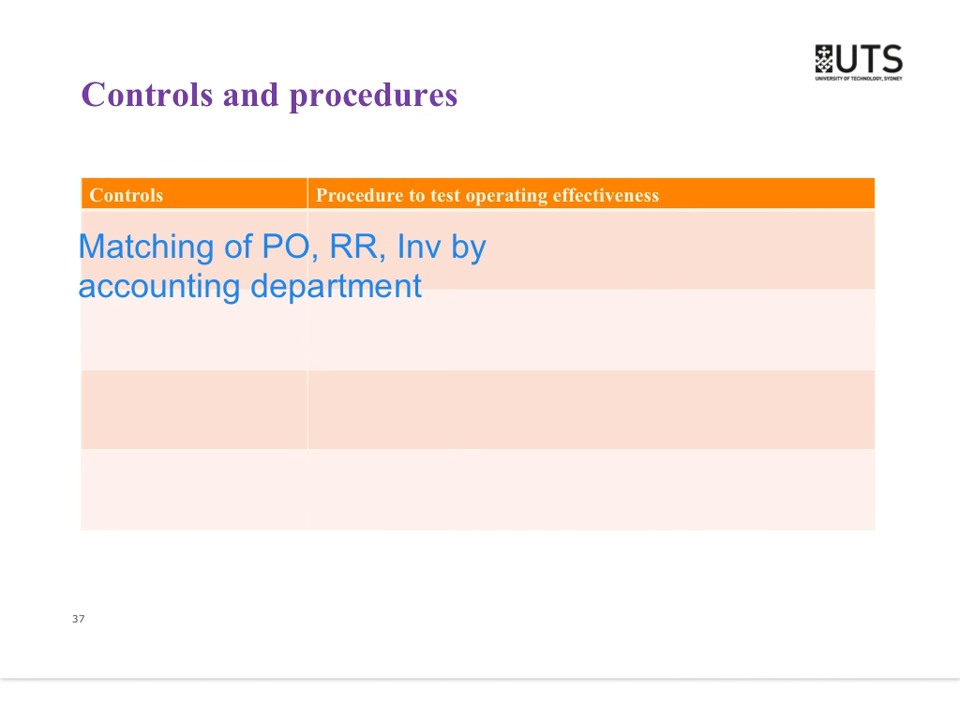 UTS
UNIVERSITY OF TECHNOLOGY, SYDNEY
Controls and procedures
Controls
Procedure to test operating effectiveness
Matching of PO, RR, Inv by
accounting department
37